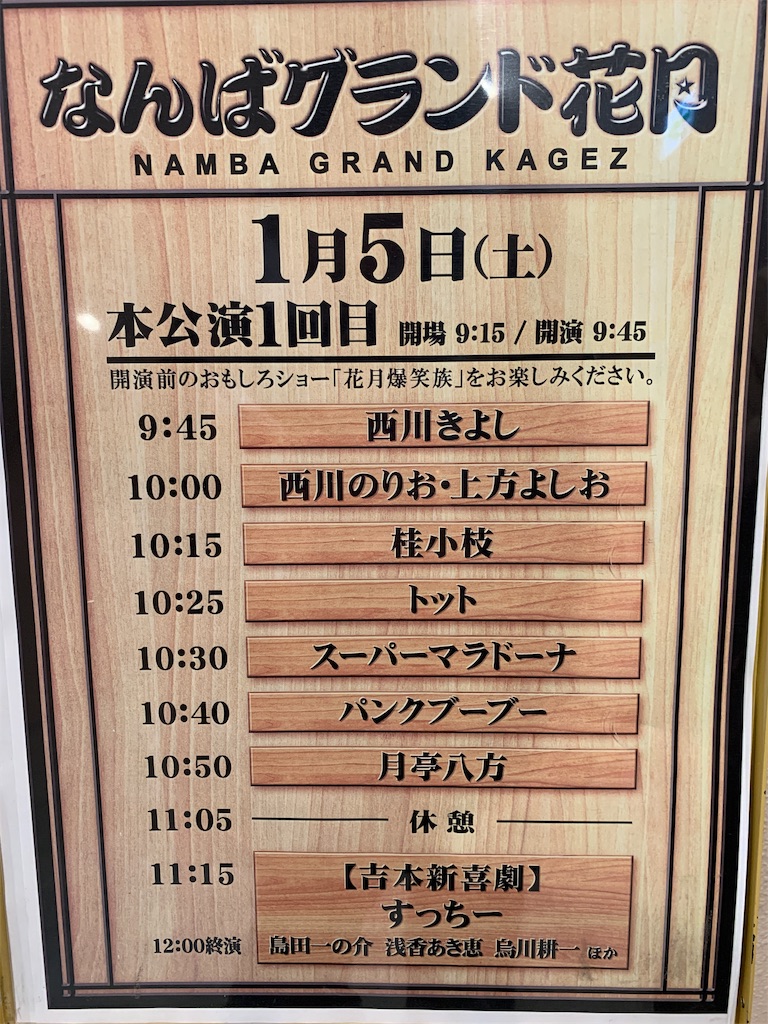 なんばグランド花月
NAMBA GRAND KAGEZ
1月5日(土)
本公演1回目 開場 9:15 / 開演 9:45
開演前のおもしろショー「花月爆笑族」をお楽しみください。
9:45 西川きよし
10:00 西川のりお・上方よしお
10:15 桂小枝
10:25 トット
10:30 スーパーマラドーナ
10:40 パンクブーブー
10:50 月亭八方
11:05 休憩
11:15 【吉本新喜劇】
すっちー
12:00終演 島田一の介 浅香あき恵 烏川耕一 ほか